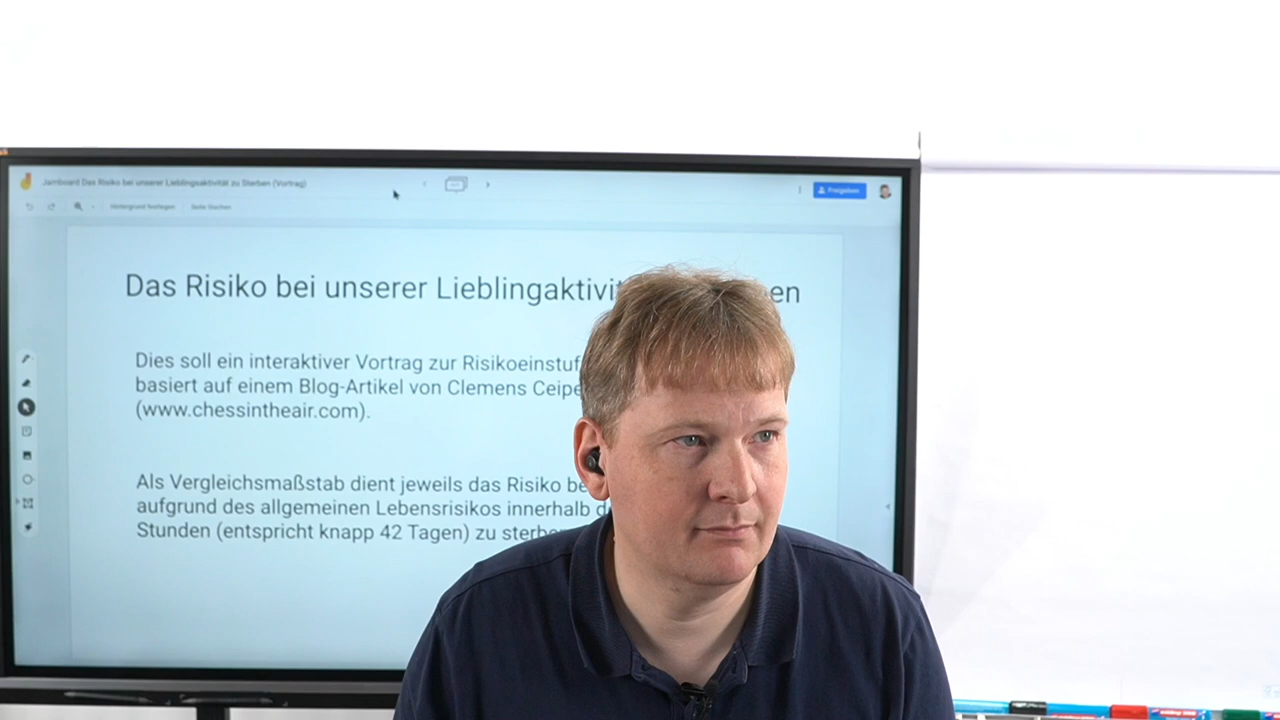 Jamboard Das Risiko bei unserer Lieblingsaktivität zu Sterben (Vortrag)
Freigeben
Hintergrund festlegen Seite löschen
Das Risiko bei unserer Lieblingaktivit en
Dies soll ein interaktiver Vortrag zur Risikoeinstuf
basiert auf einem Blog-Artikel von Clemens Ceipe
(www.chessintheair.com).
Als Vergleichsmaßstab dient jeweils das Risiko be
aufgrund des allgemeinen Lebensrisikos innerhalb d
Stunden (entspricht knapp 42 Tagen) zu sterbe